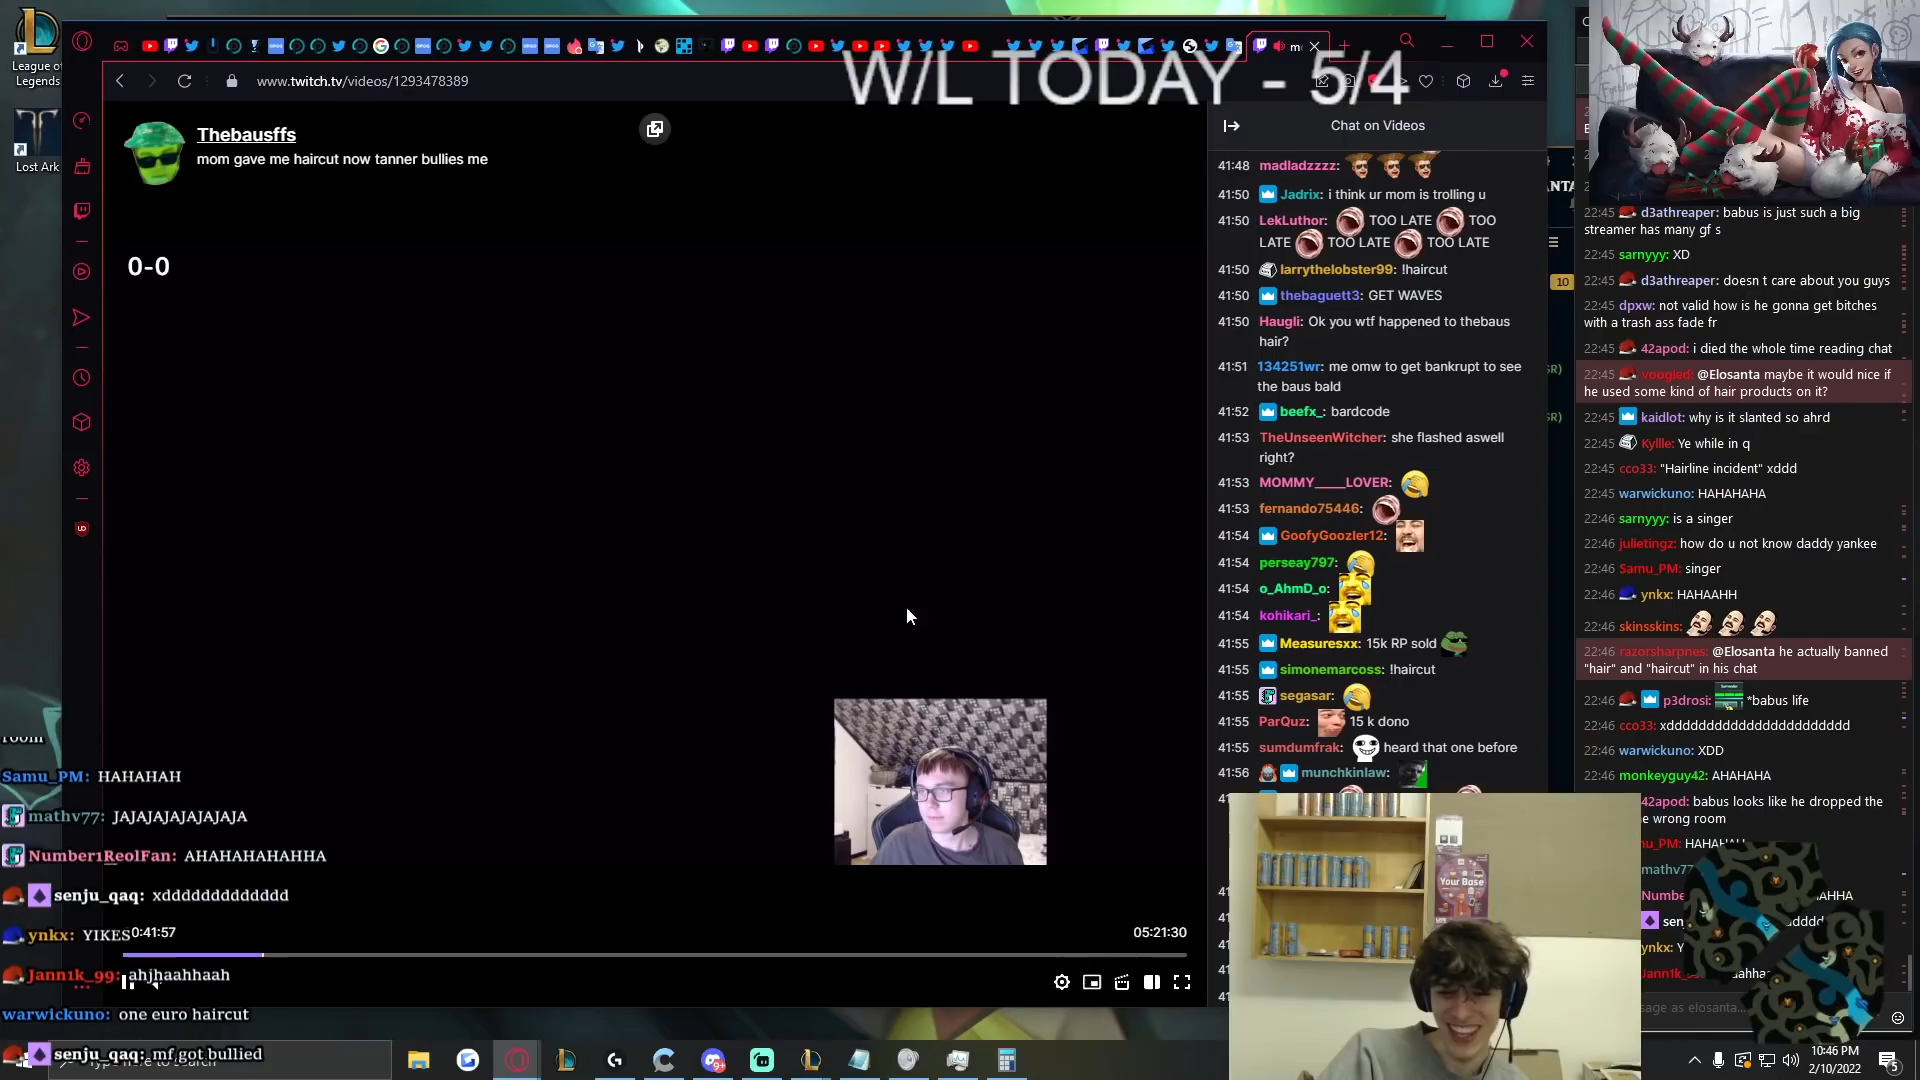 League of
Legends
Lost Ark
www.twitch.tv/videos/1293478389
W/L TODAY - 5/4
Thebausffs
mom gave me haircut now tanner bullies me
0-0
Samu_PM: HAHAHAH
mathv77: JAJAJAJAJAJAJAJA
Number1ReolFan: AHAHAHAHAHHA
senju_qaq: xddddddddddddd
ynkx: YIKES
0:41:57
05:21:30
Jann1k_99: ahjhaahhaah
warwickuno: one euro haircut
senju_qaq: mf got bullied
Chat on Videos
41:48 madladzzzz:
41:50 Jadrix: i think ur mom is trolling u
41:50 LekLuthor: TOO LATE TOO
LATE TOO LATE TOO LATE
41:50 larrythelobster99: !haircut
41:50 thebaguett3: GET WAVES
41:50 Haugli: Ok you wtf happened to thebaus
hair?
41:51 134251wr: me omw to get bankrupt to see
the baus bald
41:52 beefx_: bardcode
41:53 TheUnseenWitcher: she flashed aswell
right?
41:53 MOMMY_____LOVER:
41:53 fernando75446:
41:54 GoofyGoozler12:
41:54 perseay797:
41:54 o_AhmD_o:
41:54 kohikari_:
41:55 Measuresxx: 15k RP sold
41:55 simonemarcoss: !haircut
41:55 segasar:
41:55 ParQuz: 15 k dono
41:55 sumdumfrak: heard that one before
41:56 munchkinlaw:
10
22:45 d3athreaper: babus is just such a big
streamer has many gf s
22:45 sarnyyy: XD
22:45 d3athreaper: doesn t care about you guys
22:45 dpxw: not valid how is he gonna get bitches
with a trash ass fade fr
22:45 42apod: i died the whole time reading chat
22:45 voogled: @Elosanta maybe it would nice if
he used some kind of hair products on it?
22:45 kaidlot: why is it slanted so ahrd
22:45 Kyllle: Ye while in q
22:45 cco33: "Hairline incident" xddd
22:45 warwickuno: HAHAHAHA
22:46 sarnyyy: is a singer
22:46 julietingz: how do u not know daddy yankee
22:46 Samu_PM: singer
22:46 ynkx: HAHAAHH
22:46 skinsskins:
22:46 razorsharpnes: @Elosanta he actually banned
"hair" and "haircut" in his chat
22:46 p3drosi: *babus life
22:46 cco33: xdddddddddddddddddddddd
22:46 warwickuno: XDD
22:46 monkeyguy42: AHAHAHA
42apod: babus looks like he dropped the
wrong room
mathv77
Your Base
10:46 PM
2/10/2022